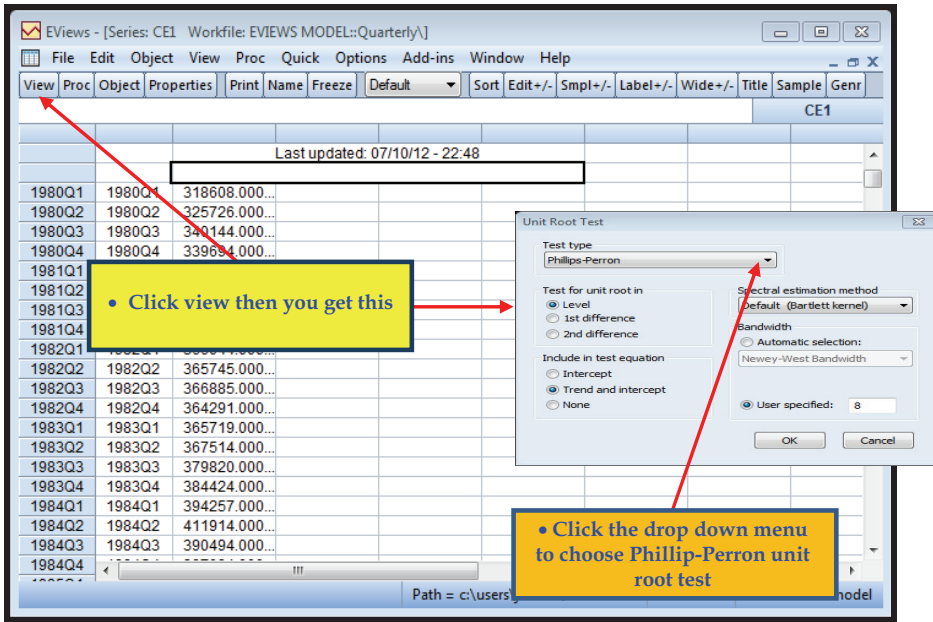 EViews - [Series: CE1 Workfile: EVIEWS MODEL::Quarterly\]
File Edit Object View Proc Quick Options Add-ins Window Help
View Proc Object Properties Print Name Freeze Default Sort Edit+/- Smpl+/- Label+/- Wide+/- Title Sample Genr
CE1
Last updated: 07/10/12 - 22:48
1980Q1 1980Q1 318608.000...
1980Q2 1980Q2 325726.000...
1980Q3 1980Q3 340144.000...
1980Q4 1980Q4 339694.000...
1981Q1
1981Q2
1981Q3
1981Q4
1982Q1
1982Q2 1982Q2 365745.000...
1982Q3 1982Q3 366885.000...
1982Q4 1982Q4 364291.000...
1983Q1 1983Q1 365719.000...
1983Q2 1983Q2 367514.000...
1983Q3 1983Q3 379820.000...
1983Q4 1983Q4 384424.000...
1984Q1 1984Q1 394257.000...
1984Q2 1984Q2 411914.000...
1984Q3 1984Q3 390494.000...
1984Q4
Path = c:\users\
• Click view then you get this
Unit Root Test
Test type
Phillips-Perron
Test for unit root in
Level
1st difference
2nd difference
Include in test equation
Intercept
Trend and intercept
None
Spectral estimation method
Default (Bartlett kernel)
Bandwidth
Automatic selection:
Newey-West Bandwidth
User specified: 8
OK Cancel
• Click the drop down menu
to choose Phillip-Perron unit
root test